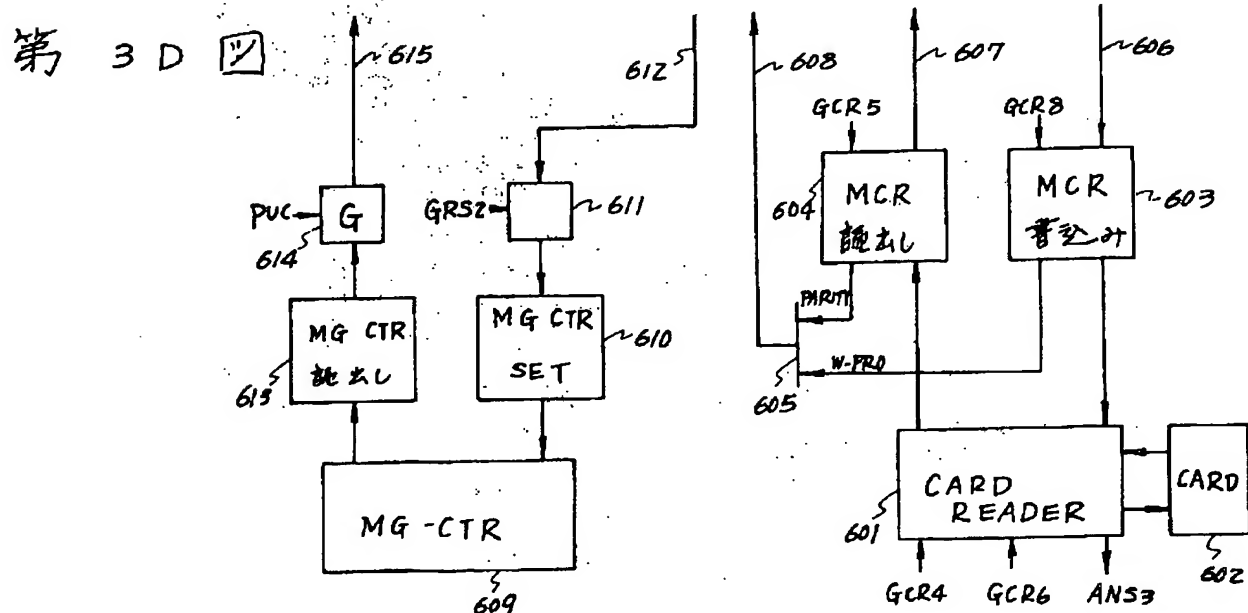 第 3 D 図
615
612
608
607
606
GCR5
GCR8
PUC
G
614
GRS2
611
604
MCR
読出し
MCR
書込み
603
MG CTR
読出し
613
MG CTR
SET
610
PARITY
W-PRO
605
MG-CTR
609
CARD
READER
601
CARD
602
GCR4
GCR6
ANS3